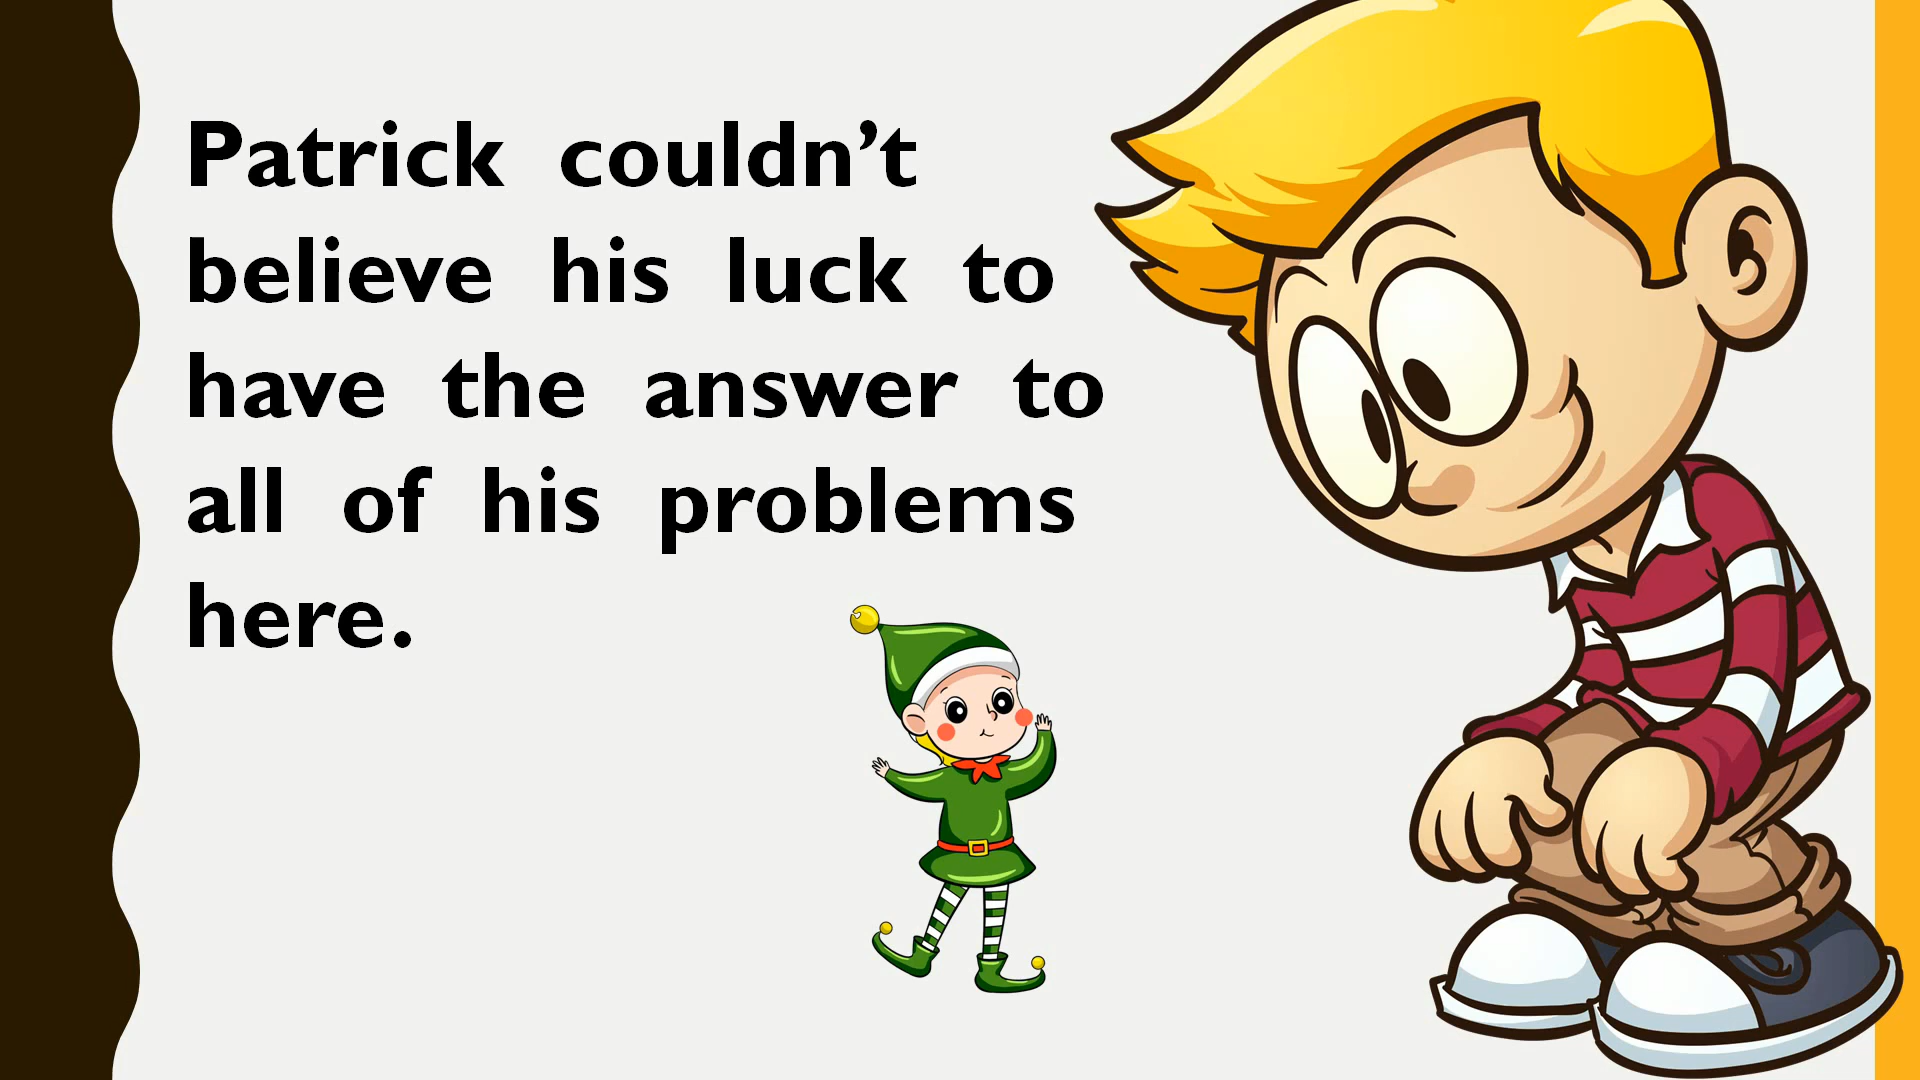 Patrick couldn’t
believe his luck to
have the answer to
all of his problems
here.